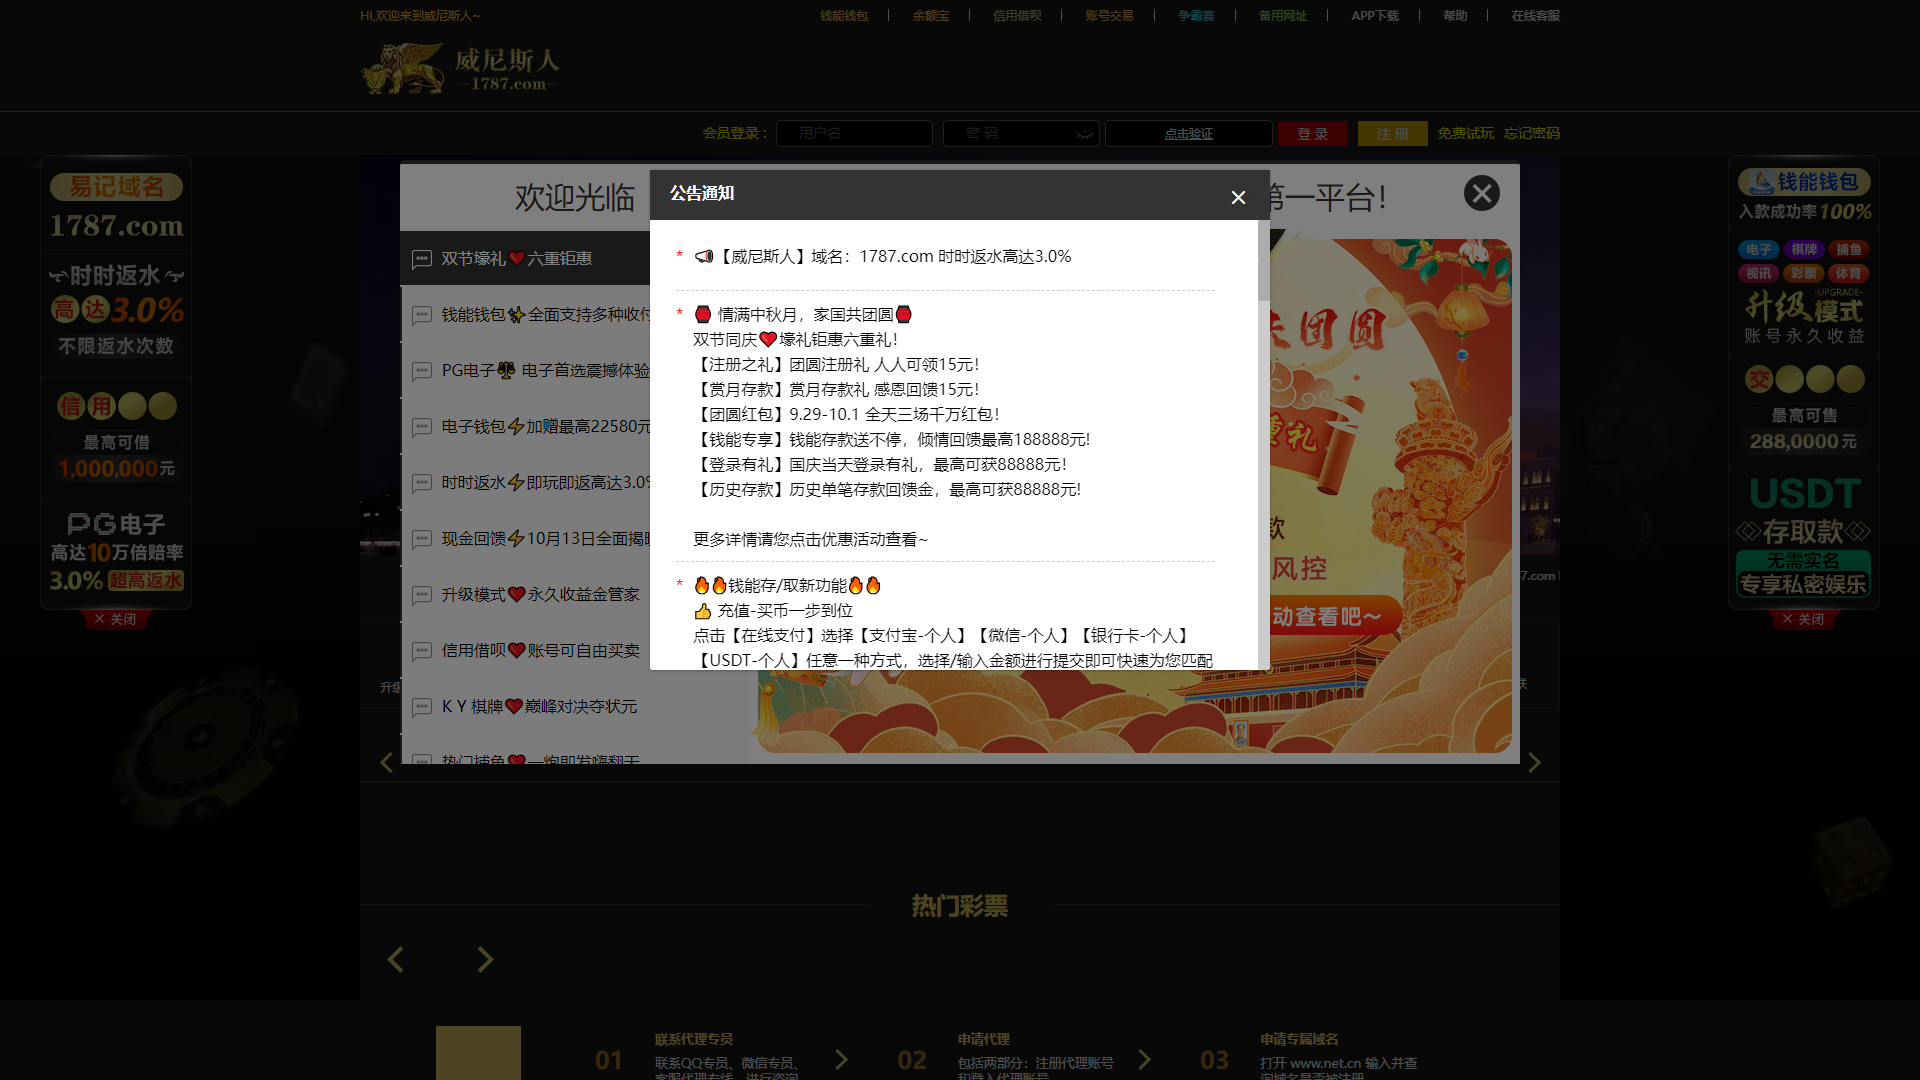 HI,欢迎来到威尼斯人~
钱能钱包
余额宝
信用借呗
账号交易
争霸赛
备用网址
APP下载
帮助
在线客服
威尼斯人
1787.com
会员登录：
用户名
密 码
点击验证
登 录
注 册
免费试玩
忘记密码
易记域名
1787.com
时时返水
高达3.0%
不限返水次数
信用
最高可借
1,000,000元
PG电子
高达10万倍赔率
3.0% 超高返水
✕ 关闭
欢迎光临
第一平台!
双节壕礼❤️六重钜惠
钱能钱包✨全面支持多种收付
PG电子 电子首选震撼体验
电子钱包⚡加赠最高22580元
时时返水⚡即玩即返高达3.0%
现金回馈⚡10月13日全面揭晓
升级模式❤️永久收益金管家
信用借呗❤️账号可自由买卖
K Y 棋牌❤️巅峰对决夺状元
热门捕鱼❤️一炮即发嗨翻天
公告通知
* 【威尼斯人】域名：1787.com 时时返水高达3.0%
* 🏮 情满中秋月，家国共团圆🏮
双节同庆❤️壕礼钜惠六重礼!
【注册之礼】团圆注册礼 人人可领15元!
【赏月存款】赏月存款礼 感恩回馈15元!
【团圆红包】9.29-10.1 全天三场千万红包!
【钱能专享】钱能存款送不停，倾情回馈最高188888元!
【登录有礼】国庆当天登录有礼，最高可获88888元!
【历史存款】历史单笔存款回馈金，最高可获88888元!
更多详情请您点击优惠活动查看~
* 🔥🔥钱能存/取新功能🔥🔥
👍 充值-买币一步到位
点击【在线支付】选择【支付宝-个人】【微信-个人】【银行卡-个人】
【USDT-个人】任意一种方式，选择/输入金额进行提交即可快速为您匹配
共团圆
重礼
款
风控
动查看吧~
7.com
升级
钱能钱包
入款成功率100%
电子 棋牌 捕鱼
视讯 彩票 体育
升级模式
-UPGRADE-
账号永久收益
交
最高可售
288,0000元
USDT
存取款
无需实名
专享私密娱乐
✕ 关闭
热门彩票
01
联系代理专员
联系QQ专员、微信专员、
客服代理专线，进行咨询
02
申请代理
包括两部分：注册代理账号
和登入代理账号
03
申请专属域名
打开 www.net.cn 输入并查
询域名是否被注册